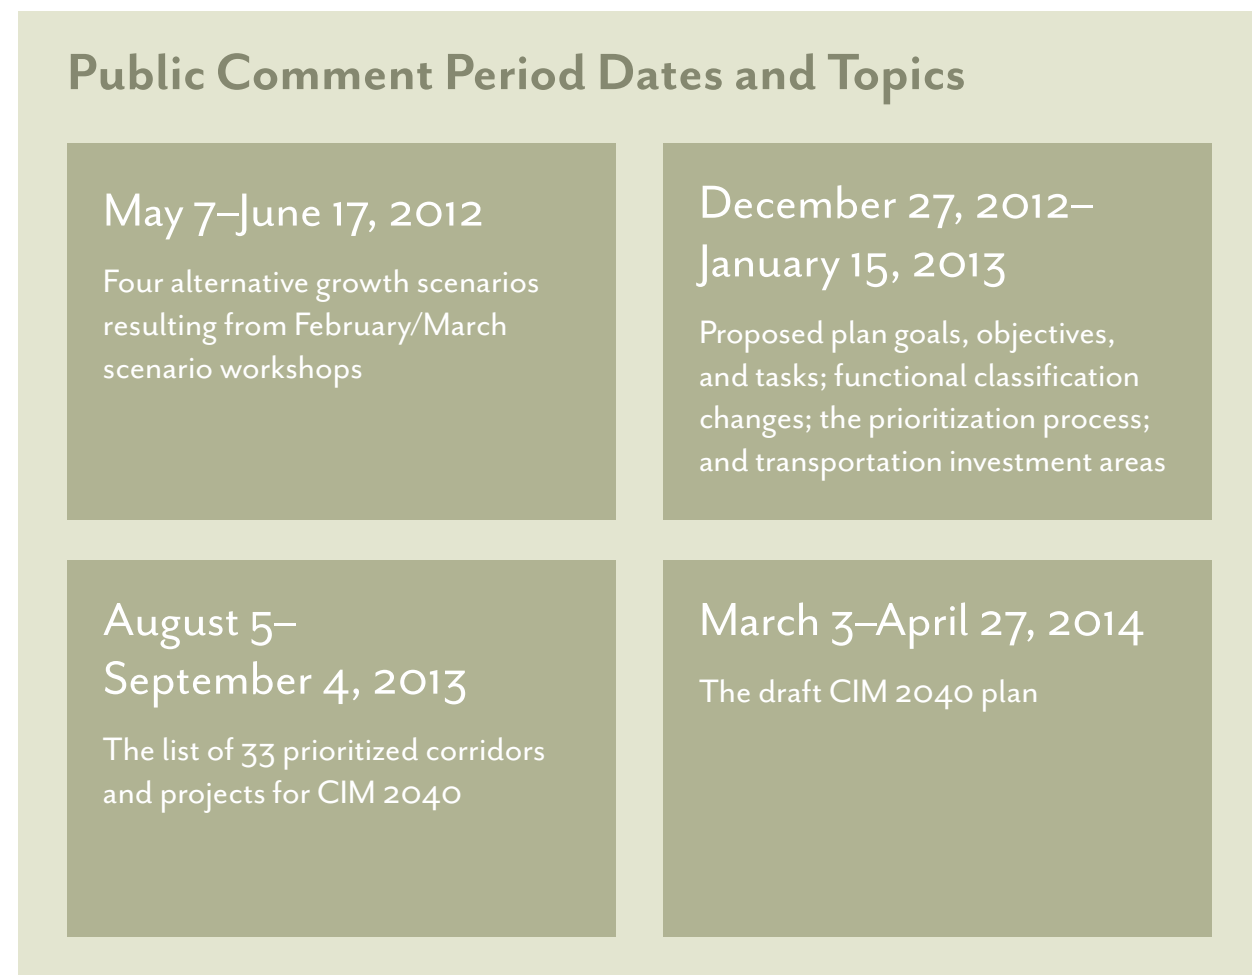 Public Comment Period Dates and Topics
May 7–June 17, 2012
Four alternative growth scenarios
resulting from February/March
scenario workshops
December 27, 2012–
January 15, 2013
Proposed plan goals, objectives,
and tasks; functional classification
changes; the prioritization process;
and transportation investment areas
August 5–
September 4, 2013
The list of 33 prioritized corridors
and projects for CIM 2040
March 3–April 27, 2014
The draft CIM 2040 plan